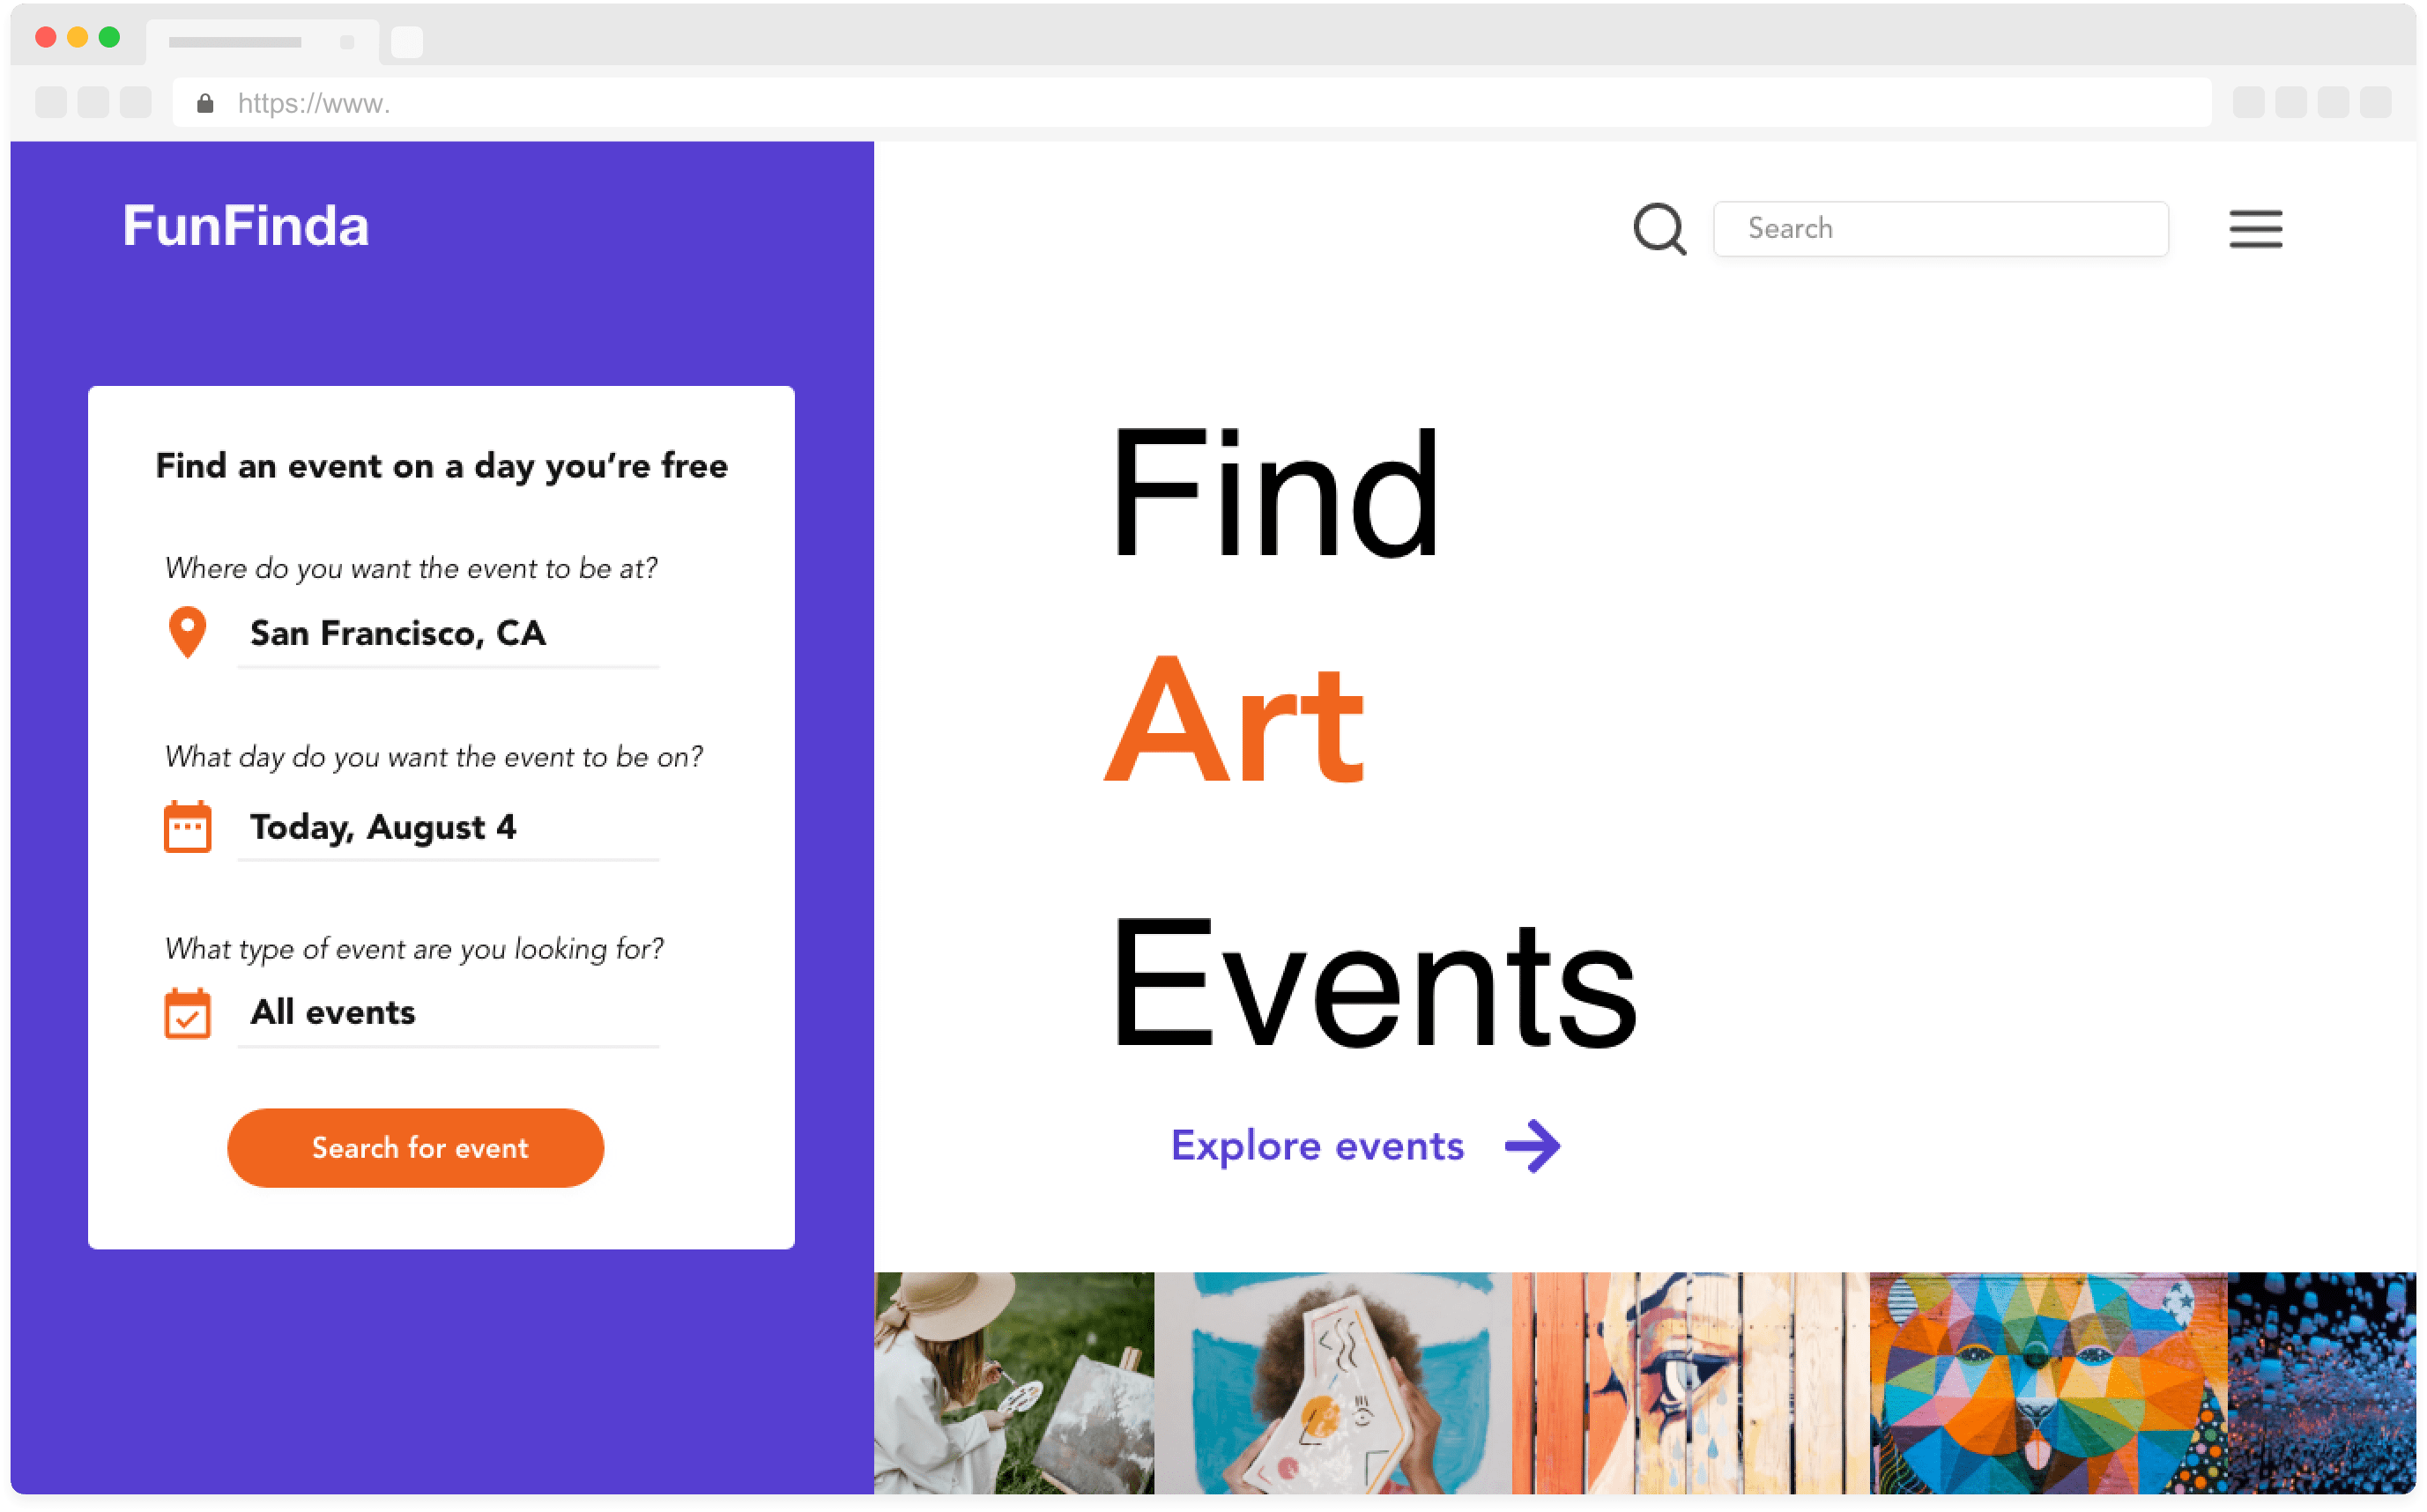 https://www.
FunFinda
Search
Find an event on a day you’re free
Where do you want the event to be at?
San Francisco, CA
What day do you want the event to be on?
Today, August 4
What type of event are you looking for?
All events
Search for event
Find
Art
Events
Explore events